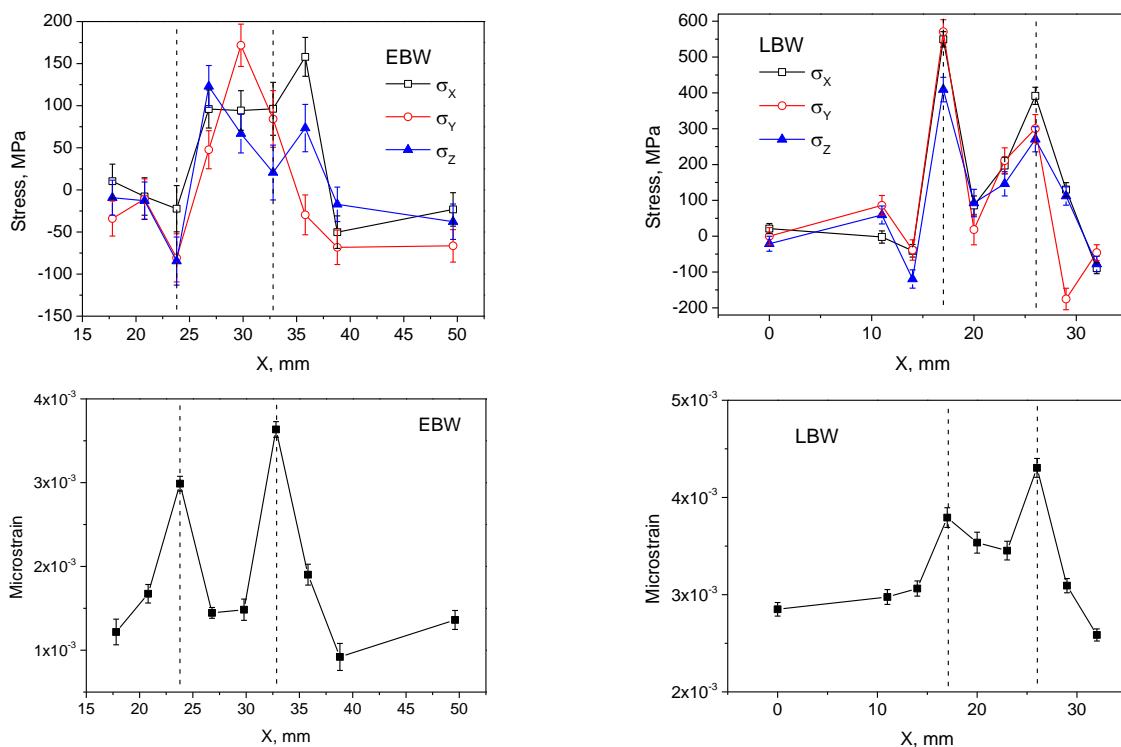 200
150
100
50
0
-50
-100
-150
Stress, MPa
EBW
σX
σY
σZ
15 20 25 30 35 40 45 50
X, mm
600
500
400
300
200
100
0
-100
-200
Stress, MPa
LBW
σX
σY
σZ
0 10 20 30
X, mm
4x10-3
3x10-3
2x10-3
1x10-3
Microstrain
EBW
15 20 25 30 35 40 45 50
X, mm
5x10-3
4x10-3
3x10-3
2x10-3
Microstrain
LBW
0 10 20 30
X, mm